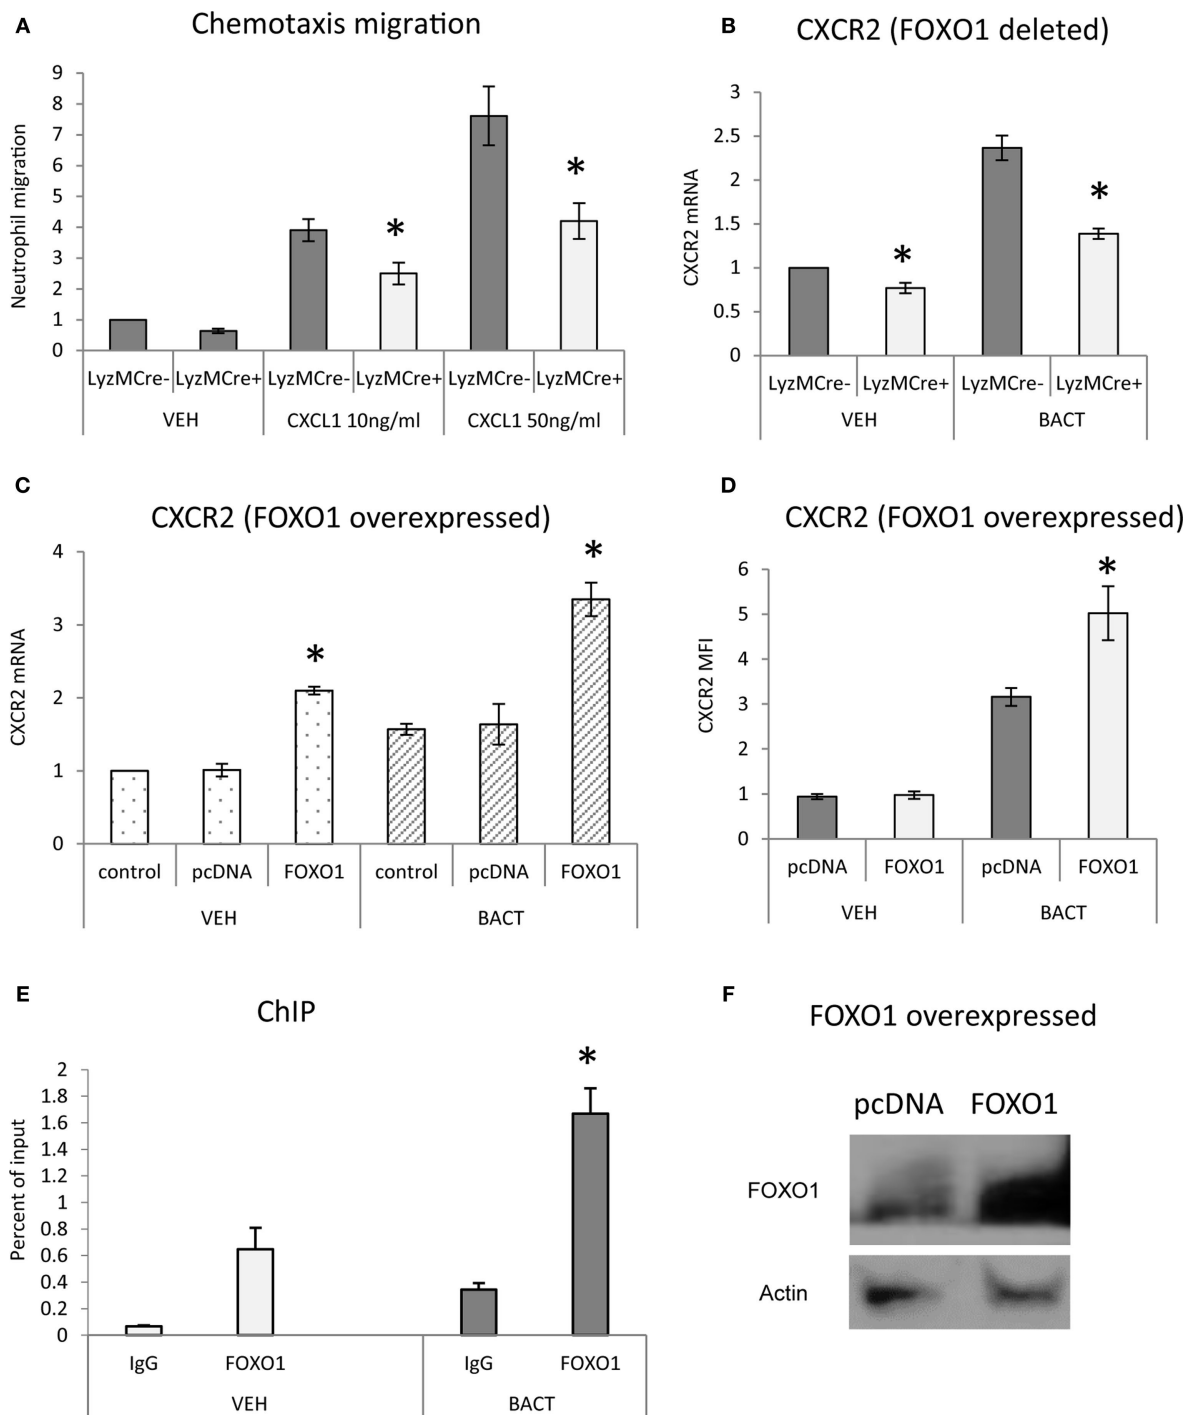 A
Chemotaxis migration
Neutrophil migration
9
8
7
6
5
4
3
2
1
0
*
*
LyzMCre- LyzMCre+ LyzMCre- LyzMCre+ LyzMCre- LyzMCre+
VEH CXCL1 10ng/ml CXCL1 50ng/ml
B
CXCR2 (FOXO1 deleted)
CXCR2 mRNA
3
2.5
2
1.5
1
0.5
0
*
*
LyzMCre- LyzMCre+ LyzMCre- LyzMCre+
VEH BACT
C
CXCR2 (FOXO1 overexpressed)
CXCR2 mRNA
4
3
2
1
0
*
*
control pcDNA FOXO1 control pcDNA FOXO1
VEH BACT
D
CXCR2 (FOXO1 overexpressed)
CXCR2 MFI
6
5
4
3
2
1
0
*
pcDNA FOXO1 pcDNA FOXO1
VEH BACT
E
ChIP
Percent of input
2
1.8
1.6
1.4
1.2
1
0.8
0.6
0.4
0.2
0
*
IgG FOXO1 IgG FOXO1
VEH BACT
F
FOXO1 overexpressed
pcDNA FOXO1
FOXO1
Actin